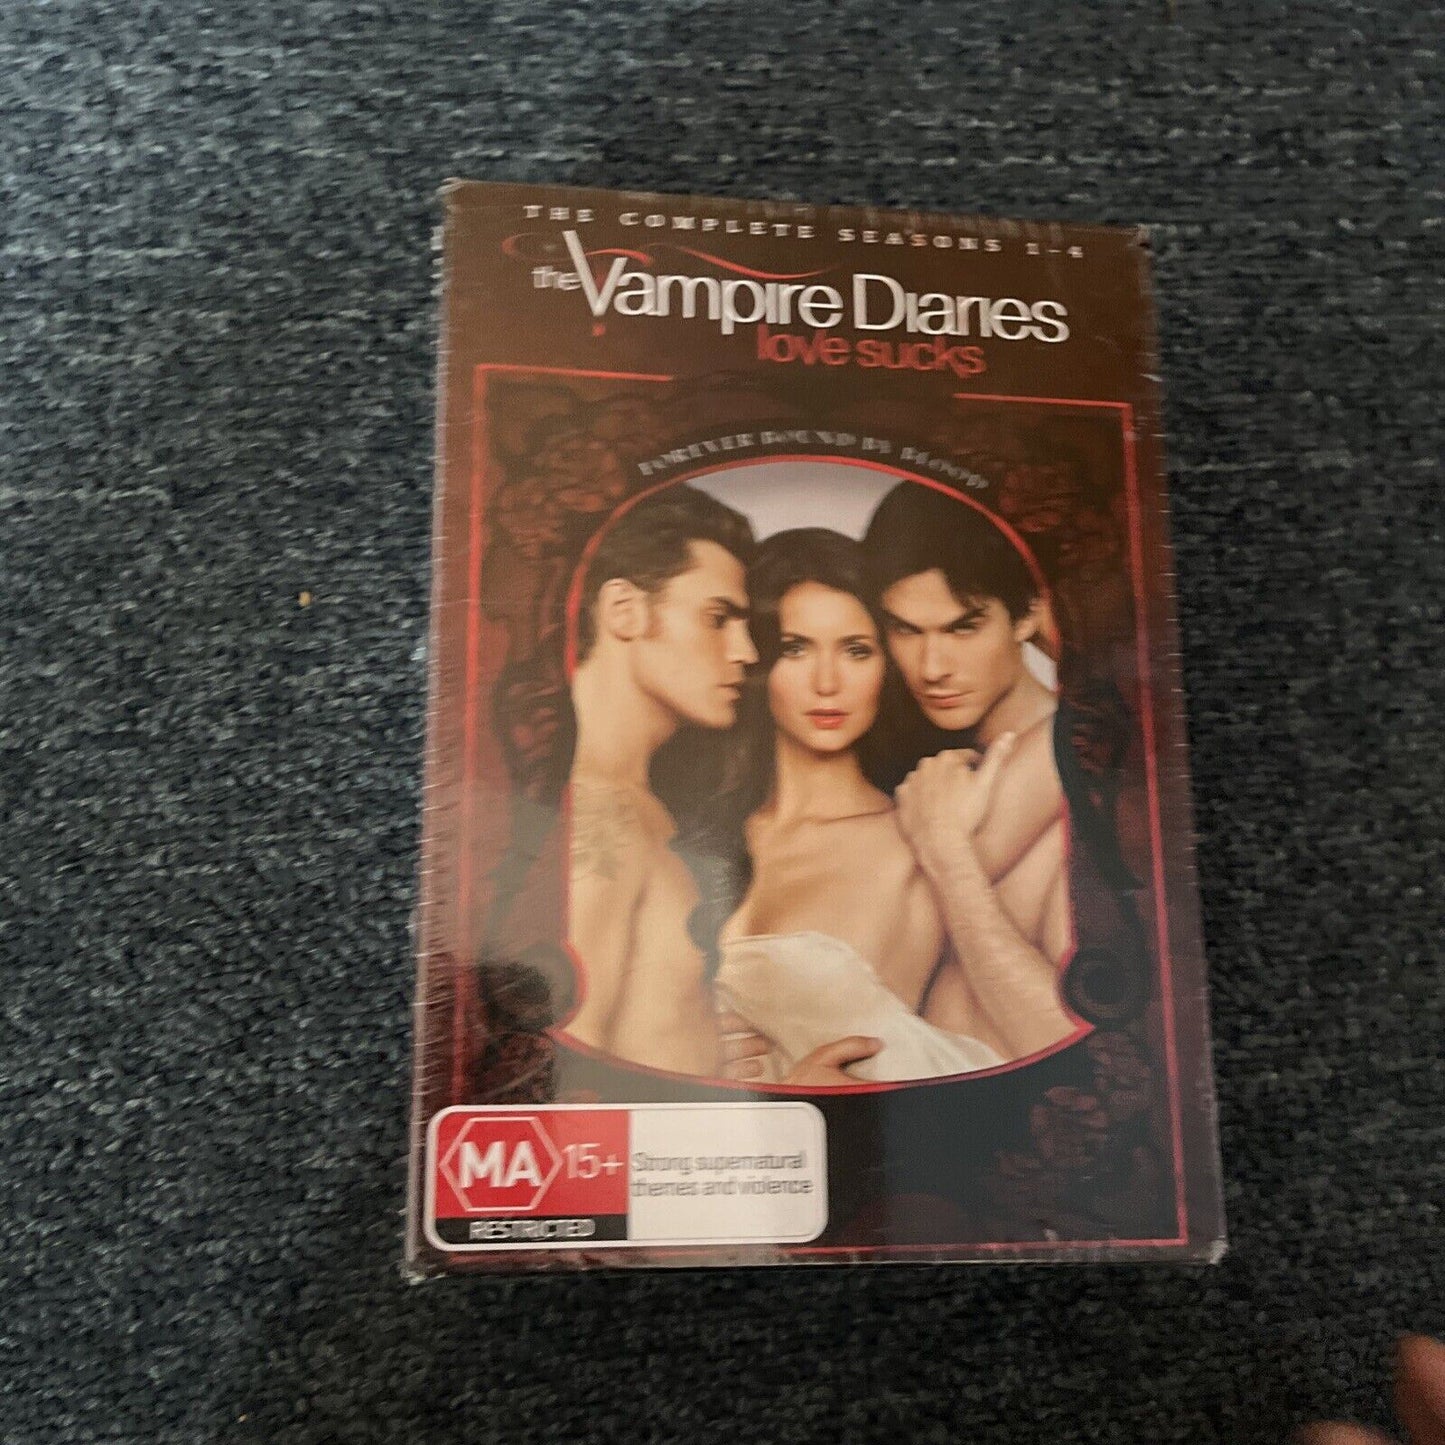 THE COMPLETE SEASONS 1-4
the Vampire Diaries
love sucks
FOREVER BOUND BY BLOOD
MA 15+
Strong supernatural
themes and violence
RESTRICTED